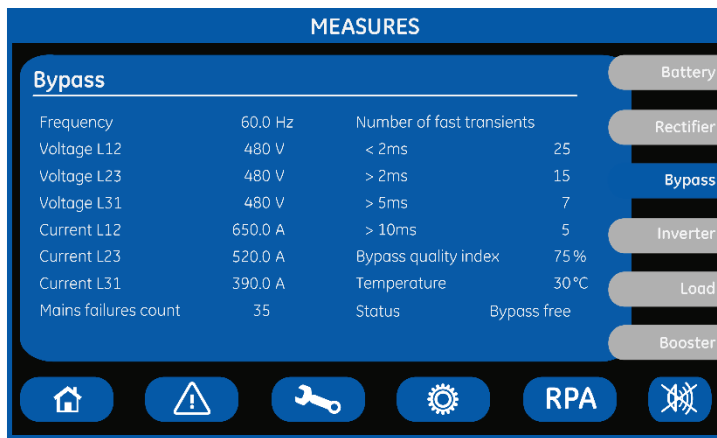 MEASURES
Bypass
Frequency 60.0 Hz
Voltage L12 480 V
Voltage L23 480 V
Voltage L31 480 V
Current L12 650.0 A
Current L23 520.0 A
Current L31 390.0 A
Mains failures count 35
Number of fast transients
< 2ms 25
> 2ms 15
> 5ms 7
> 10ms 5
Bypass quality index 75%
Temperature 30°C
Status Bypass free
Battery
Rectifier
Bypass
Inverter
Load
Booster
RPA